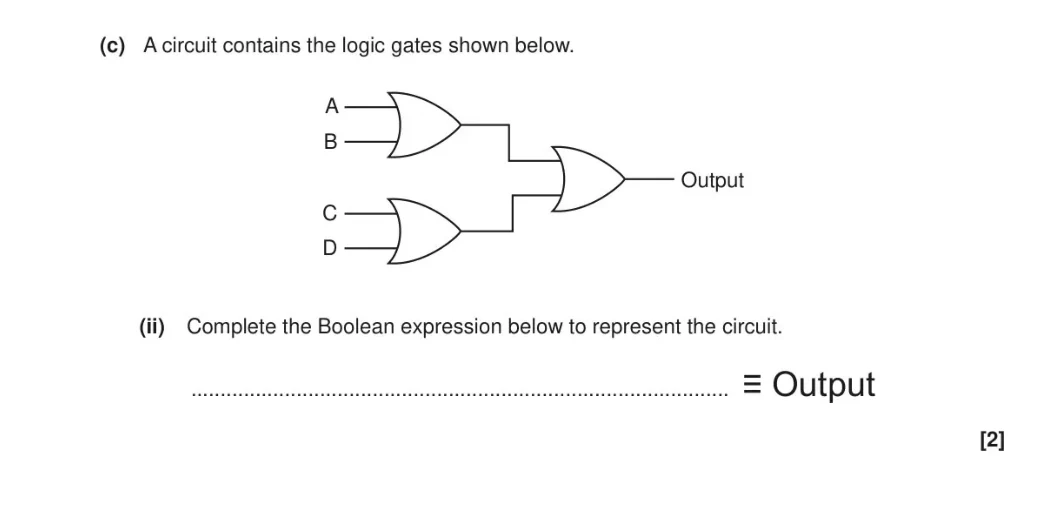 (c) A circuit contains the logic gates shown below.
A
B
Output
C
D
(ii) Complete the Boolean expression below to represent the circuit.
.......................................................................................... ≡ Output
[2]